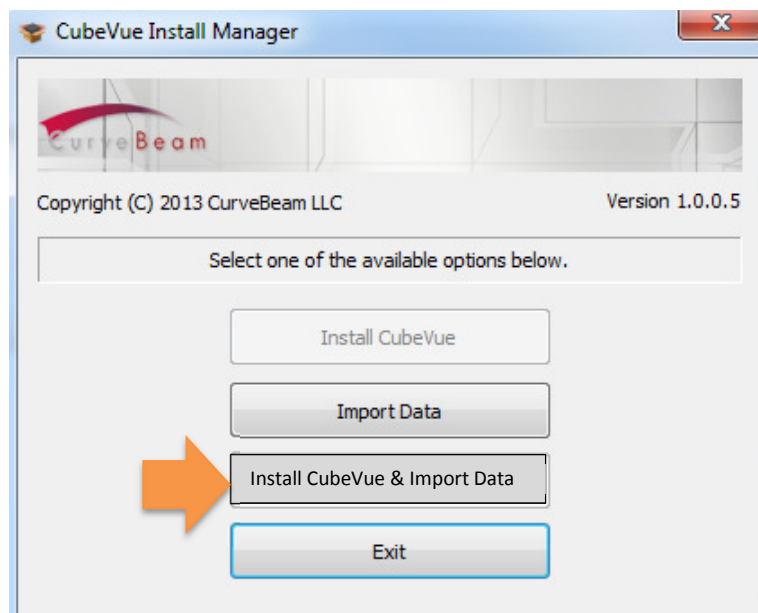 CubeVue Install Manager
CurveBeam
Copyright (C) 2013 CurveBeam LLC Version 1.0.0.5
Select one of the available options below.
Install CubeVue
Import Data
Install CubeVue & Import Data
Exit